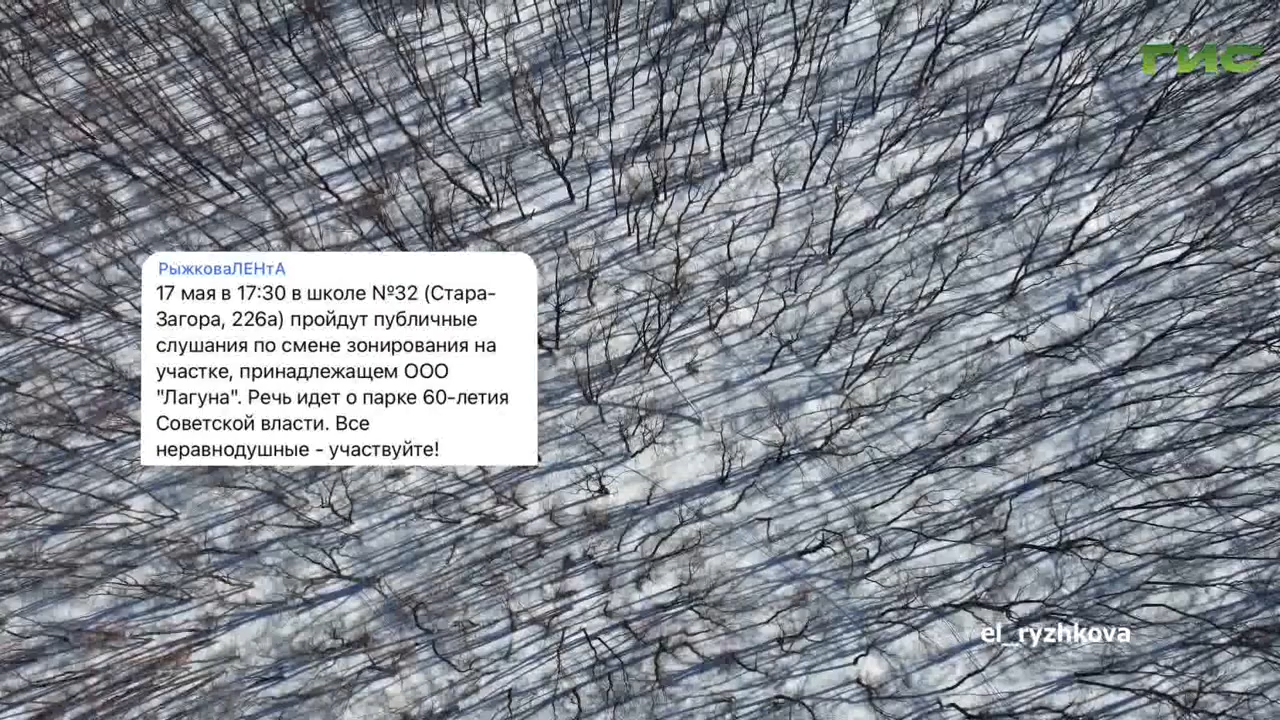 ГИС
РыжковаЛЕНтА
17 мая в 17:30 в школе №32 (Стара-
Загора, 226а) пройдут публичные
слушания по смене зонирования на
участке, принадлежащем ООО
"Лагуна". Речь идет о парке 60-летия
Советской власти. Все
неравнодушные - участвуйте!
el_ryzhkova